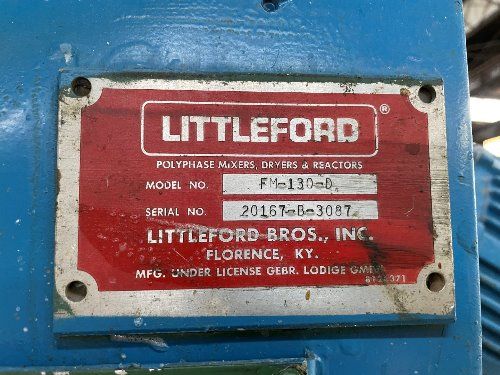 LITTLEFORD®
POLYPHASE MIXERS, DRYERS & REACTORS
MODEL NO. FM-130-D
SERIAL NO. 20167-B-3087
LITTLEFORD BROS., INC.
FLORENCE, KY.
MFG. UNDER LICENSE GEBR. LODIGE GMBH